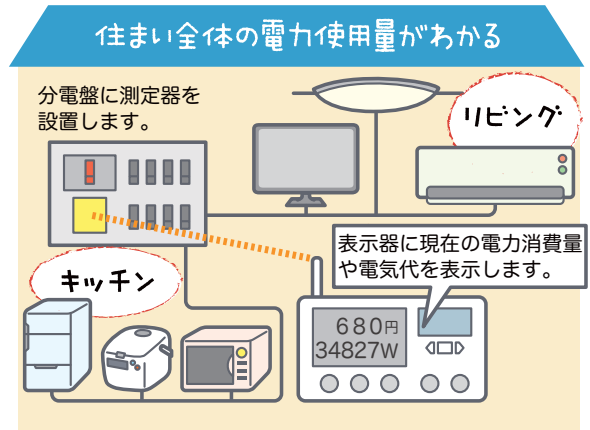 住まい全体の電力使用量がわかる
分電盤に測定器を
設置します。
リビング
表示器に現在の電力消費量
や電気代を表示します。
キッチン
680円
34827W